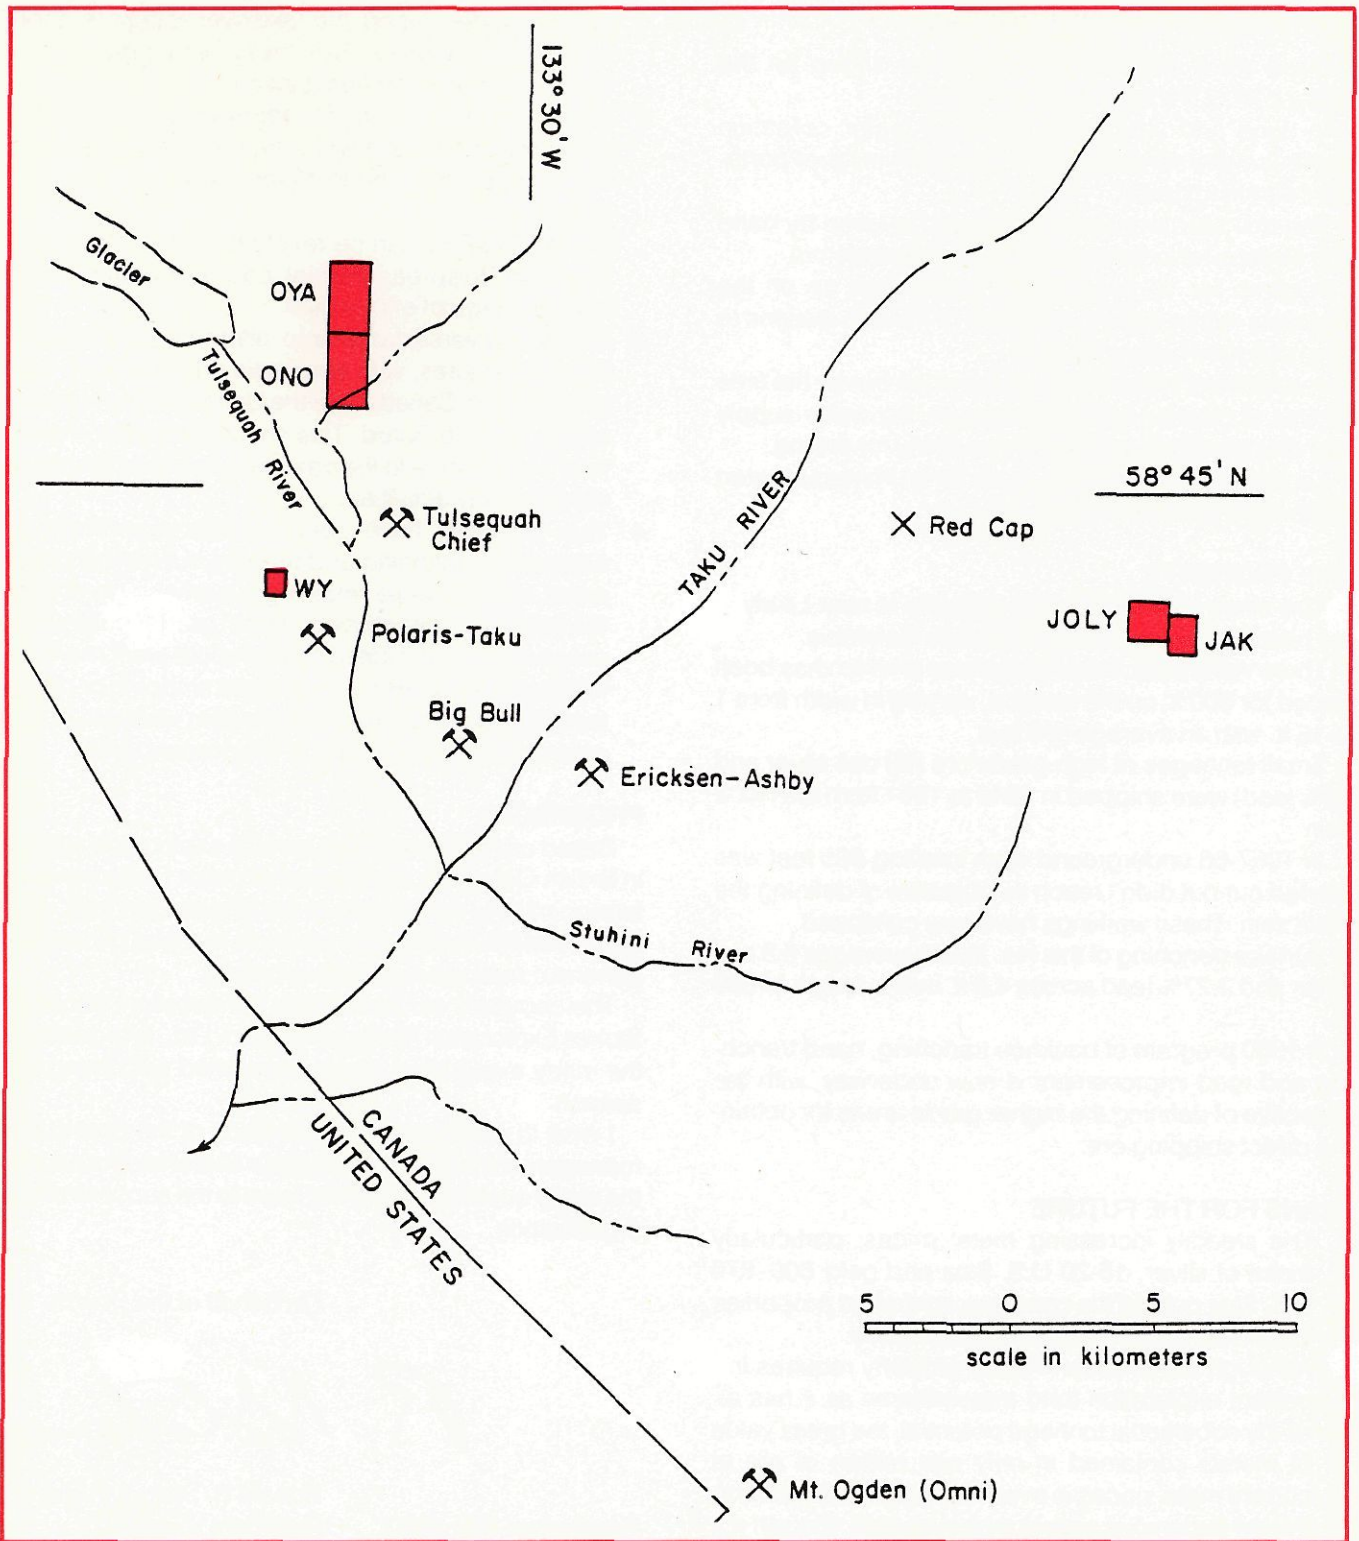 133° 30' W
Glacier
OYA
ONO
Tulsequah River
58° 45' N
TAKU RIVER
Tulsequah
Chief
Red Cap
WY
JOLY
JAK
Polaris-Taku
Big Bull
Ericksen-Ashby
Stuhini River
CANADA
UNITED STATES
5 0 5 10
scale in kilometers
Mt. Ogden (Omni)